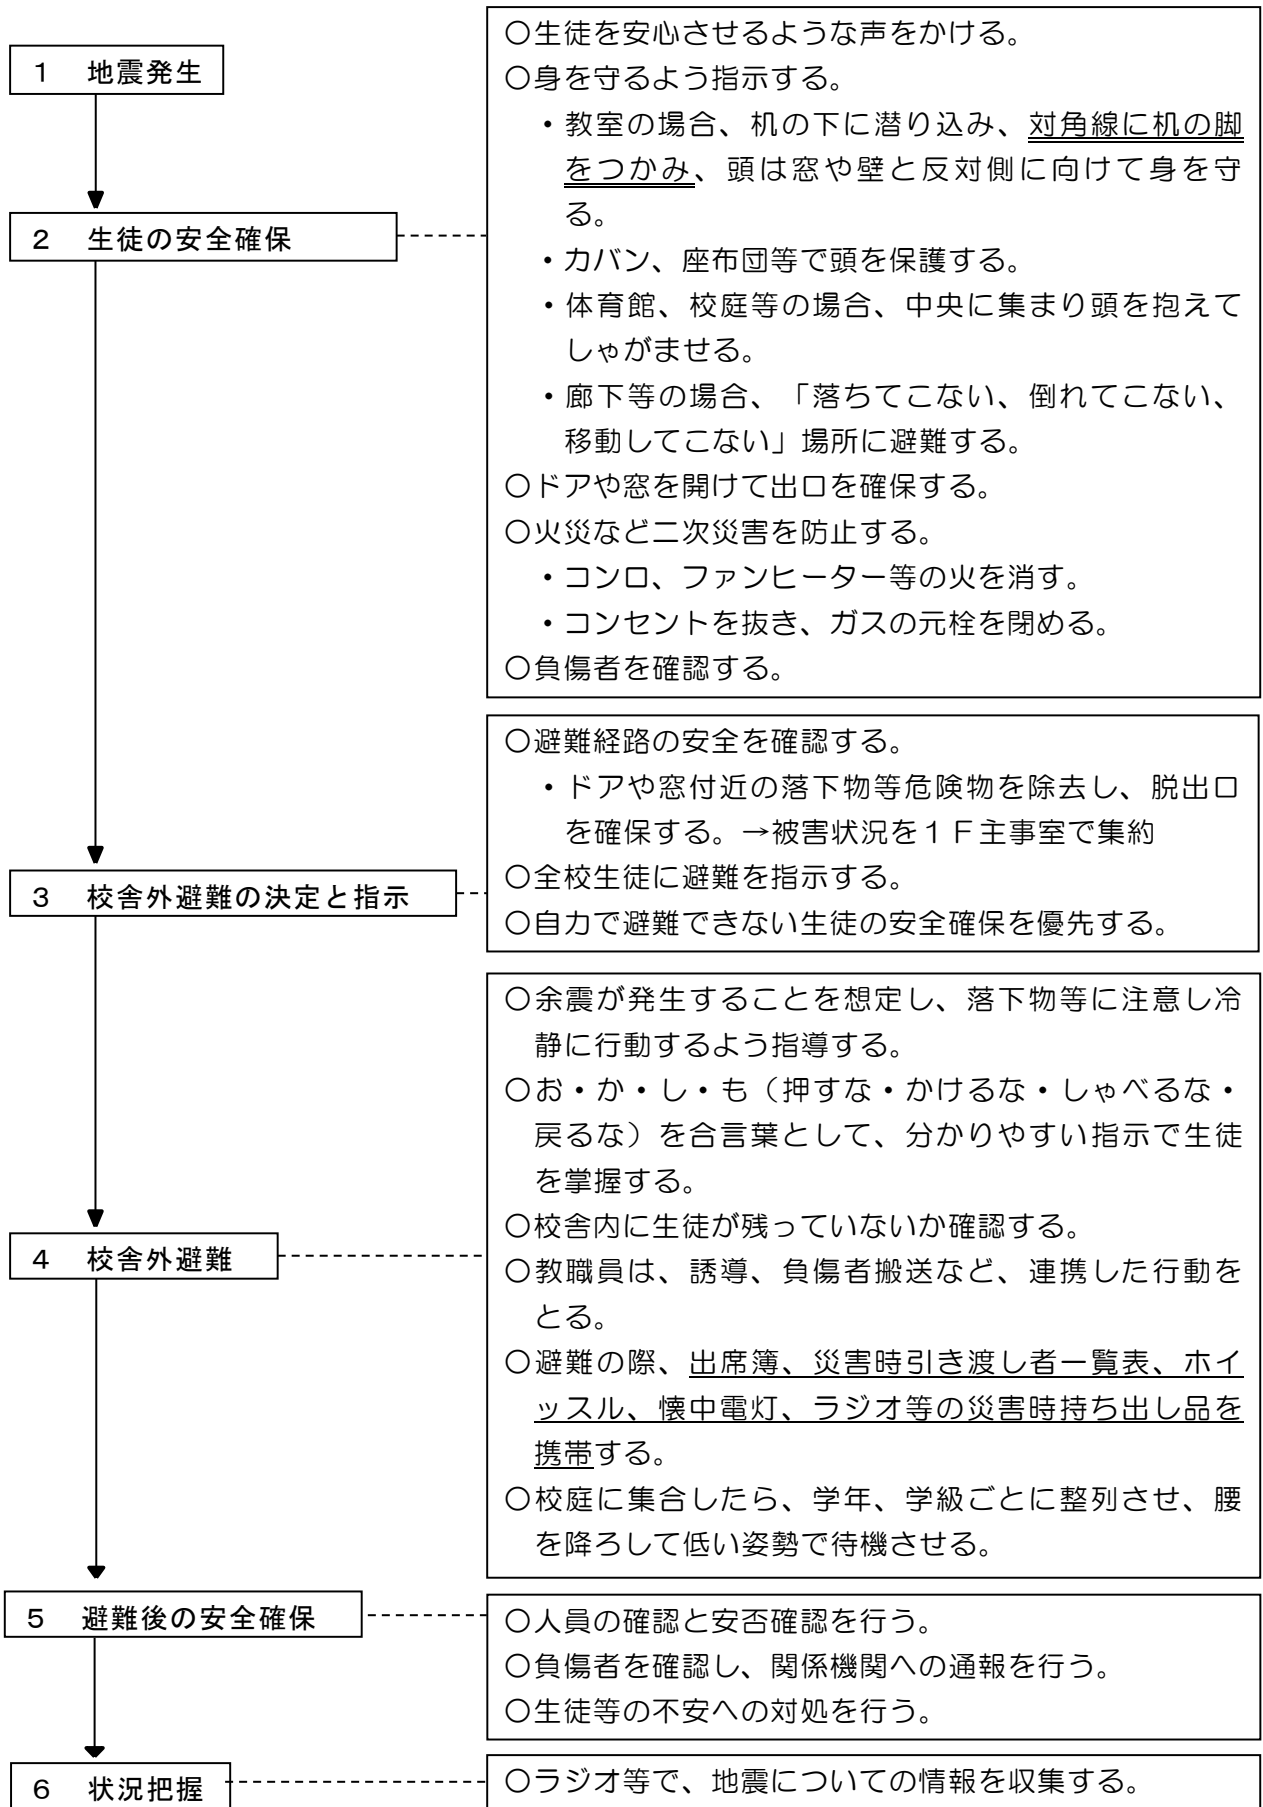 １　地震発生
２　生徒の安全確保
〇生徒を安心させるような声をかける。
〇身を守るよう指示する。
・教室の場合、机の下に潜り込み、対角線に机の脚
をつかみ、頭は窓や壁と反対側に向けて身を守
る。
・カバン、座布団等で頭を保護する。
・体育館、校庭等の場合、中央に集まり頭を抱えて
しゃがませる。
・廊下等の場合、「落ちてこない、倒れてこない、
移動してこない」場所に避難する。
〇ドアや窓を開けて出口を確保する。
〇火災など二次災害を防止する。
・コンロ、ファンヒーター等の火を消す。
・コンセントを抜き、ガスの元栓を閉める。
〇負傷者を確認する。
３　校舎外避難の決定と指示
〇避難経路の安全を確認する。
・ドアや窓付近の落下物等危険物を除去し、脱出口
を確保する。→被害状況を１Ｆ主事室で集約
〇全校生徒に避難を指示する。
〇自力で避難できない生徒の安全確保を優先する。
４　校舎外避難
〇余震が発生することを想定し、落下物等に注意し冷
静に行動するよう指導する。
〇お・か・し・も（押すな・かけるな・しゃべるな・
戻るな）を合言葉として、分かりやすい指示で生徒
を掌握する。
〇校舎内に生徒が残っていないか確認する。
〇教職員は、誘導、負傷者搬送など、連携した行動を
とる。
〇避難の際、出席簿、災害時引き渡し者一覧表、ホイ
ッスル、懐中電灯、ラジオ等の災害時持ち出し品を
携帯する。
〇校庭に集合したら、学年、学級ごとに整列させ、腰
を降ろして低い姿勢で待機させる。
５　避難後の安全確保
〇人員の確認と安否確認を行う。
〇負傷者を確認し、関係機関への通報を行う。
〇生徒等の不安への対処を行う。
６　状況把握
〇ラジオ等で、地震についての情報を収集する。